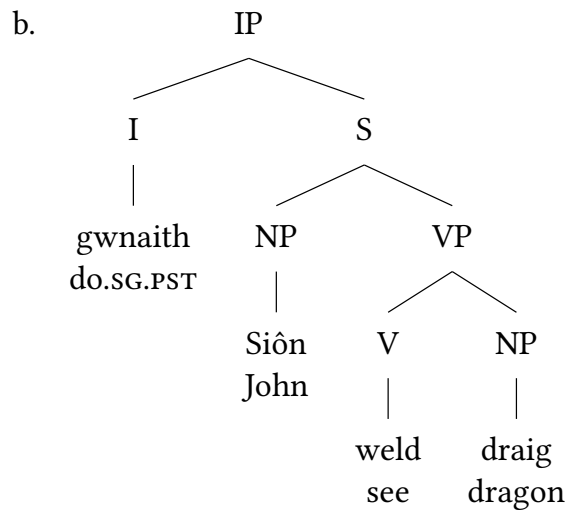 b. IP
I S
gwnaith NP VP
do.SG.PST
Siôn V NP
John
weld draig
see dragon